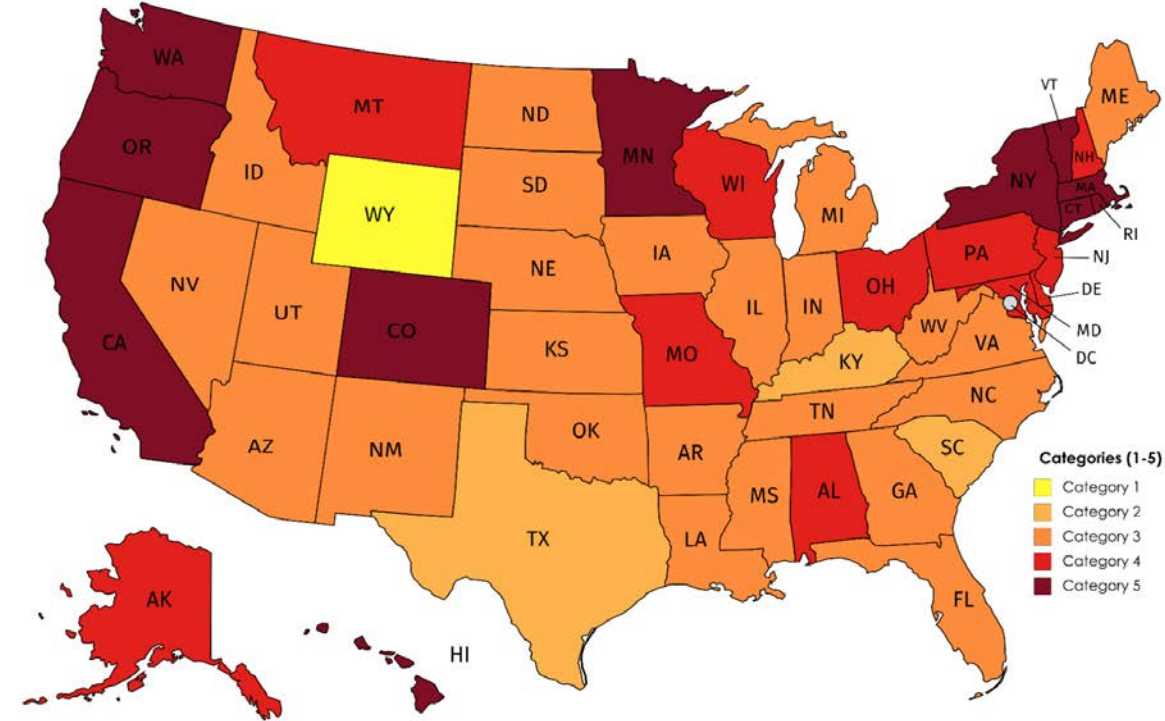 WA
VT
ME
MT
ND
OR
MN
NH
ID
SD
WI
NY
MA
WY
MI
CT
RI
IA
PA
NJ
NE
NV
OH
DE
UT
IL
IN
CO
WV
MD
CA
VA
KS
MO
KY
DC
NC
TN
OK
AZ
NM
AR
SC
Categories (1-5)
MS
AL
GA
Category 1
Category 2
TX
LA
Category 3
Category 4
Category 5
AK
FL
HI